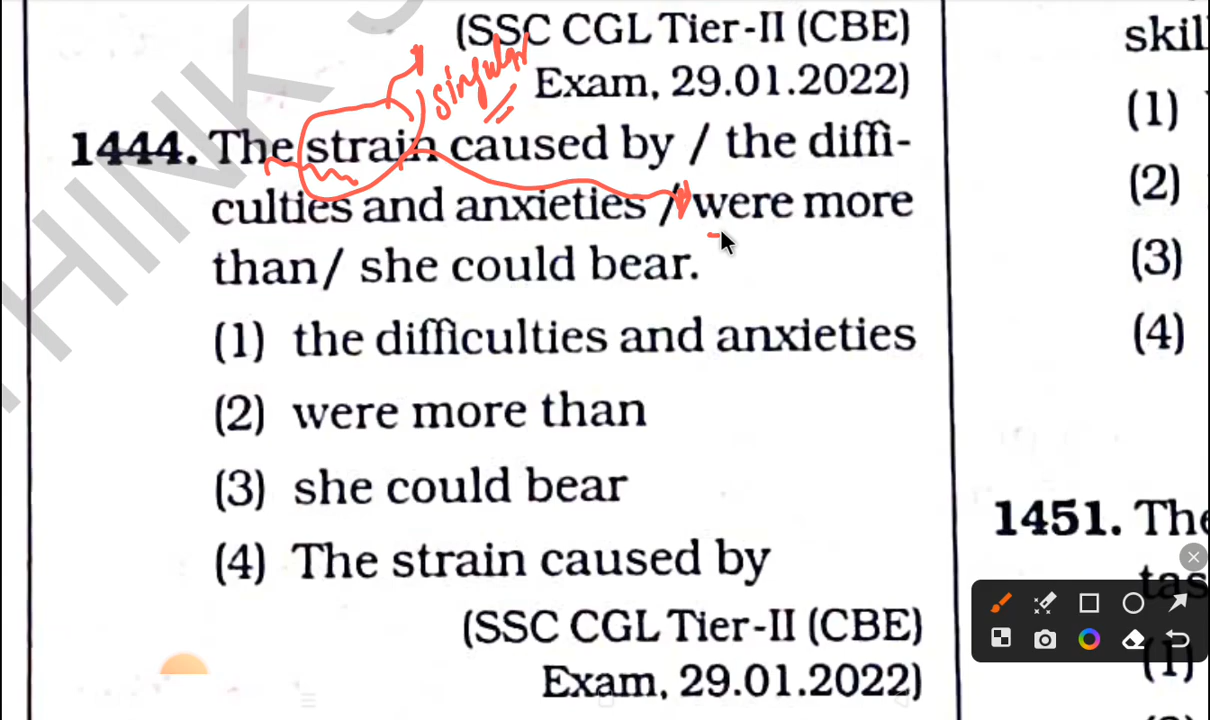 (SSC CGL Tier-II (CBE)
Exam, 29.01.2022)
singular
1444. The strain caused by / the diffi-
culties and anxieties / were more
than/ she could bear.
(1) the difficulties and anxieties
(2) were more than
(3) she could bear
(4) The strain caused by
(SSC CGL Tier-II (CBE)
Exam, 29.01.2022)
skil
(1)
(2)
(3)
(4)
1451. The
tas
(1)
THINK S